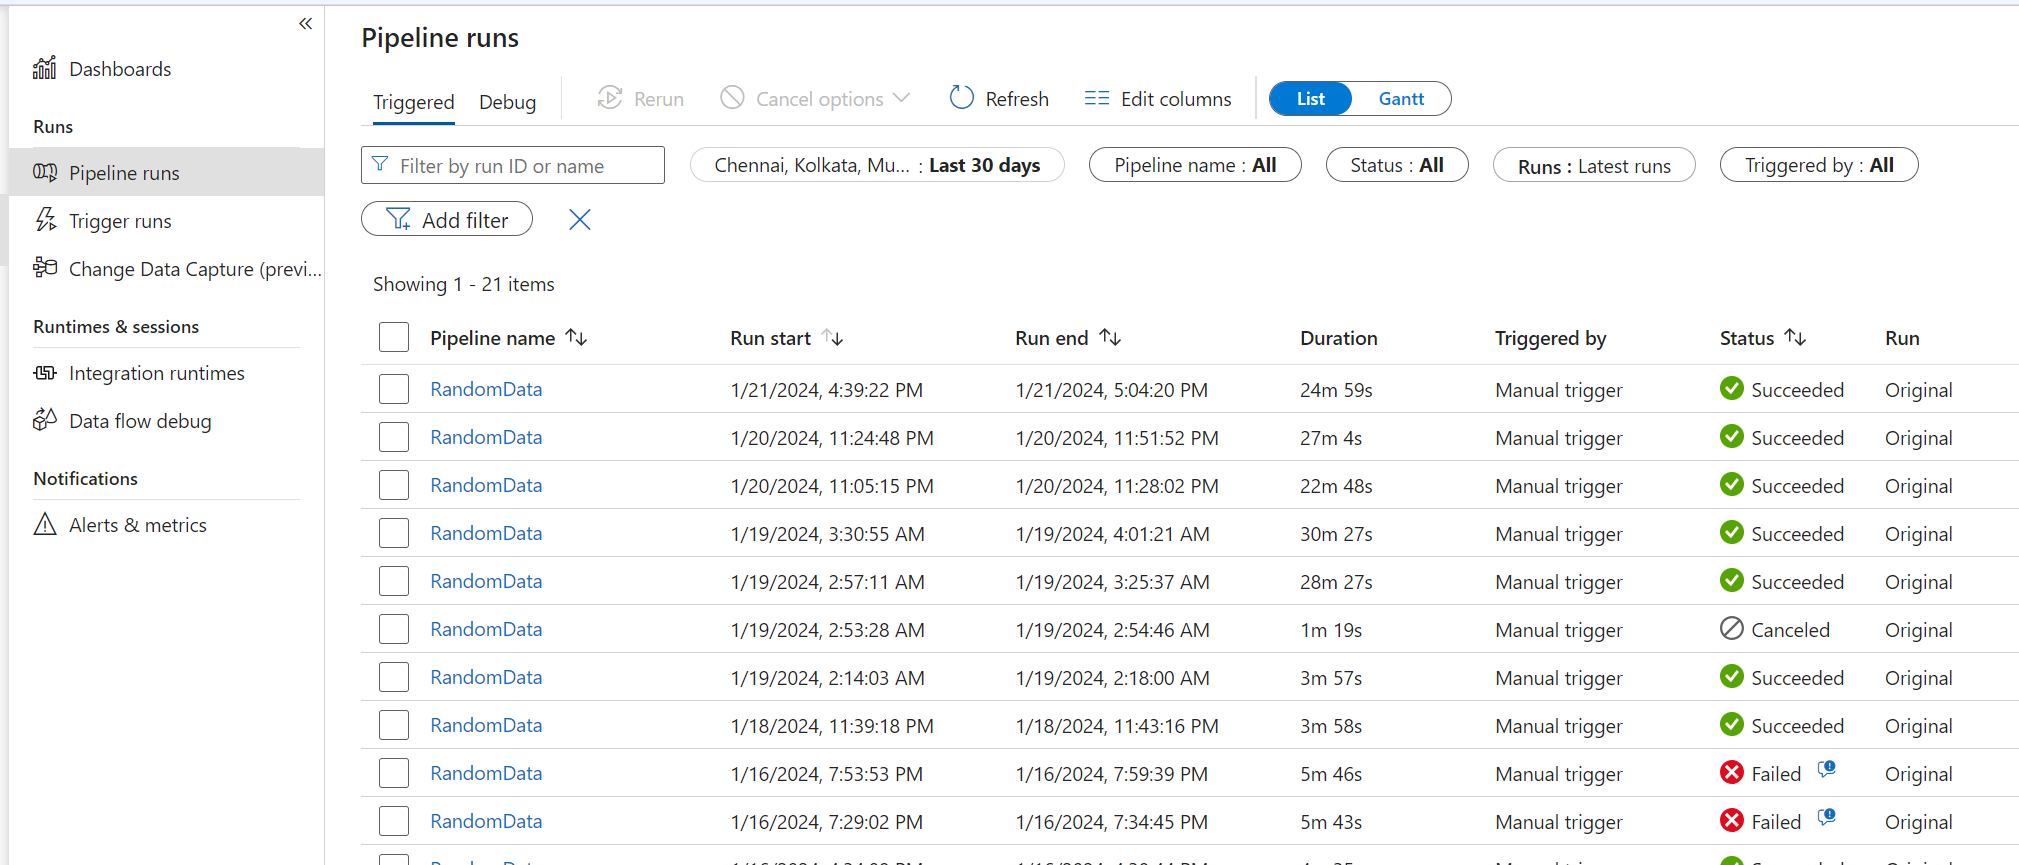 Dashboards
Runs
Pipeline runs
Trigger runs
Change Data Capture (previ...
Runtimes & sessions
Integration runtimes
Data flow debug
Notifications
Alerts & metrics
Pipeline runs
Triggered Debug Rerun Cancel options Refresh Edit columns List Gantt
Filter by run ID or name Chennai, Kolkata, Mu... : Last 30 days Pipeline name : All Status : All Runs : Latest runs Triggered by : All
Add filter
Showing 1 - 21 items
Pipeline name Run start Run end Duration Triggered by Status Run
RandomData 1/21/2024, 4:39:22 PM 1/21/2024, 5:04:20 PM 24m 59s Manual trigger Succeeded Original
RandomData 1/20/2024, 11:24:48 PM 1/20/2024, 11:51:52 PM 27m 4s Manual trigger Succeeded Original
RandomData 1/20/2024, 11:05:15 PM 1/20/2024, 11:28:02 PM 22m 48s Manual trigger Succeeded Original
RandomData 1/19/2024, 3:30:55 AM 1/19/2024, 4:01:21 AM 30m 27s Manual trigger Succeeded Original
RandomData 1/19/2024, 2:57:11 AM 1/19/2024, 3:25:37 AM 28m 27s Manual trigger Succeeded Original
RandomData 1/19/2024, 2:53:28 AM 1/19/2024, 2:54:46 AM 1m 19s Manual trigger Canceled Original
RandomData 1/19/2024, 2:14:03 AM 1/19/2024, 2:18:00 AM 3m 57s Manual trigger Succeeded Original
RandomData 1/18/2024, 11:39:18 PM 1/18/2024, 11:43:16 PM 3m 58s Manual trigger Succeeded Original
RandomData 1/16/2024, 7:53:53 PM 1/16/2024, 7:59:39 PM 5m 46s Manual trigger Failed Original
RandomData 1/16/2024, 7:29:02 PM 1/16/2024, 7:34:45 PM 5m 43s Manual trigger Failed Original